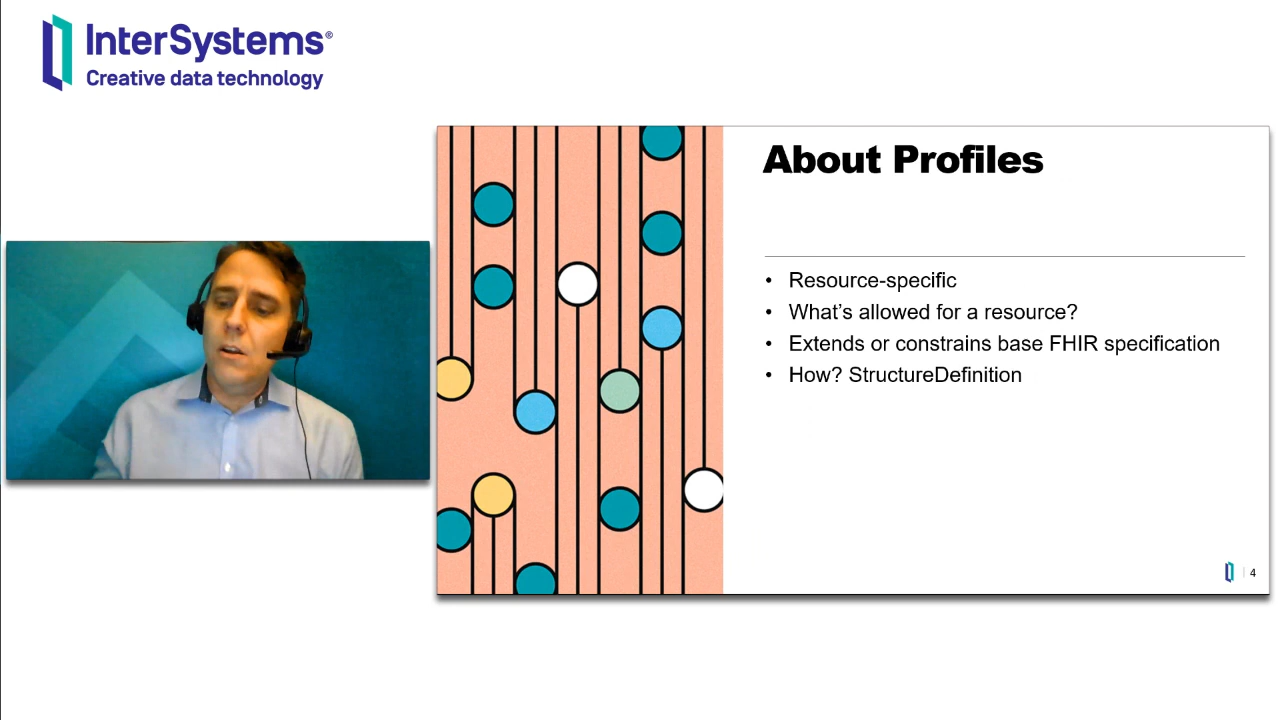 InterSystems®
Creative data technology
About Profiles
• Resource-specific
• What's allowed for a resource?
• Extends or constrains base FHIR specification
• How? StructureDefinition
4